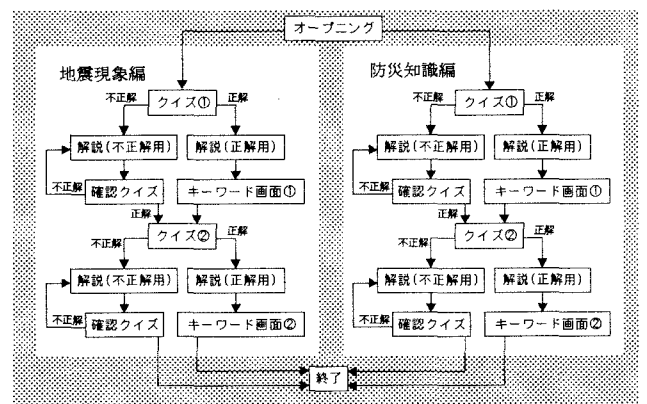 オープニング
地震現象編
防災知識編
不正解 クイズ① 正解
不正解 クイズ① 正解
解説(不正解用) 解説(正解用)
解説(不正解用) 解説(正解用)
不正解 確認クイズ キーワード画面①
不正解 確認クイズ キーワード画面①
正解
正解
不正解 クイズ② 正解
不正解 クイズ② 正解
解説(不正解用) 解説(正解用)
解説(不正解用) 解説(正解用)
不正解 確認クイズ キーワード画面②
不正解 確認クイズ キーワード画面②
終了